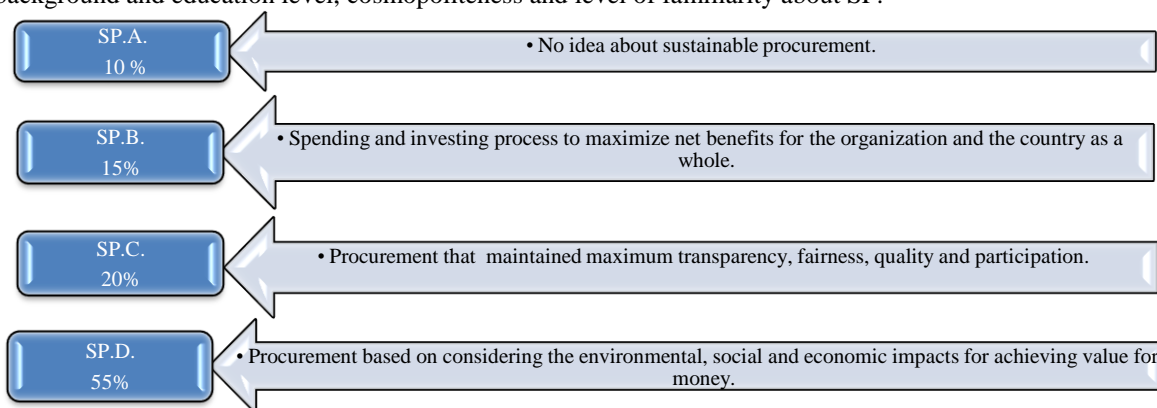 background and education level, cosmopoliteness and level of familiarity about SP.
SP.A.
10 %
• No idea about sustainable procurement.
SP.B.
15%
• Spending and investing process to maximize net benefits for the organization and the country as a
whole.
SP.C.
20%
• Procurement that maintained maximum transparency, fairness, quality and participation.
SP.D.
55%
• Procurement based on considering the environmental, social and economic impacts for achieving value for
money.